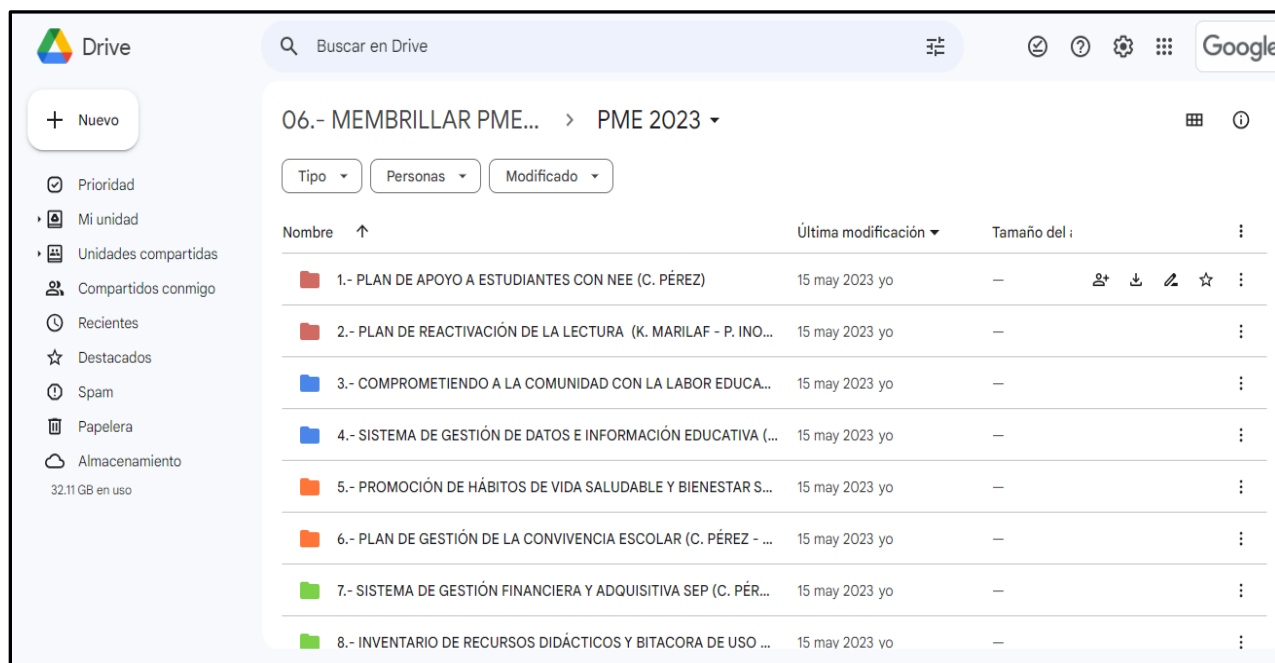 Drive
Buscar en Drive
Google
Nuevo
06.- MEMBRILLAR PME... > PME 2023
Tipo
Personas
Modificado
Prioridad
Mi unidad
Unidades compartidas
Compartidos conmigo
Recientes
Destacados
Spam
Papelera
Almacenamiento
32.11 GB en uso
Nombre
Última modificación
Tamaño del
1.- PLAN DE APOYO A ESTUDIANTES CON NEE (C. PÉREZ) 15 may 2023 yo —
2.- PLAN DE REACTIVACIÓN DE LA LECTURA (K. MARILAF - P. INO... 15 may 2023 yo —
3.- COMPROMETIENDO A LA COMUNIDAD CON LA LABOR EDUCA... 15 may 2023 yo —
4.- SISTEMA DE GESTIÓN DE DATOS E INFORMACIÓN EDUCATIVA (... 15 may 2023 yo —
5.- PROMOCIÓN DE HÁBITOS DE VIDA SALUDABLE Y BIENESTAR S... 15 may 2023 yo —
6.- PLAN DE GESTIÓN DE LA CONVIVENCIA ESCOLAR (C. PÉREZ - ... 15 may 2023 yo —
7.- SISTEMA DE GESTIÓN FINANCIERA Y ADQUISITIVA SEP (C. PÉR... 15 may 2023 yo —
8.- INVENTARIO DE RECURSOS DIDÁCTICOS Y BITACORA DE USO ... 15 may 2023 yo —